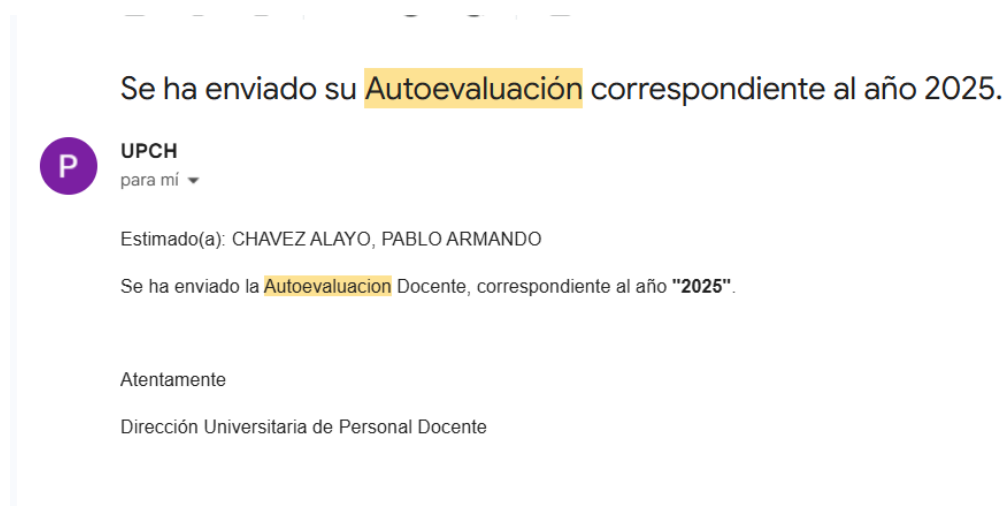 Se ha enviado su Autoevaluación correspondiente al año 2025.
P
UPCH
para mí
Estimado(a): CHAVEZ ALAYO, PABLO ARMANDO
Se ha enviado la Autoevaluacion Docente, correspondiente al año "2025".
Atentamente
Dirección Universitaria de Personal Docente